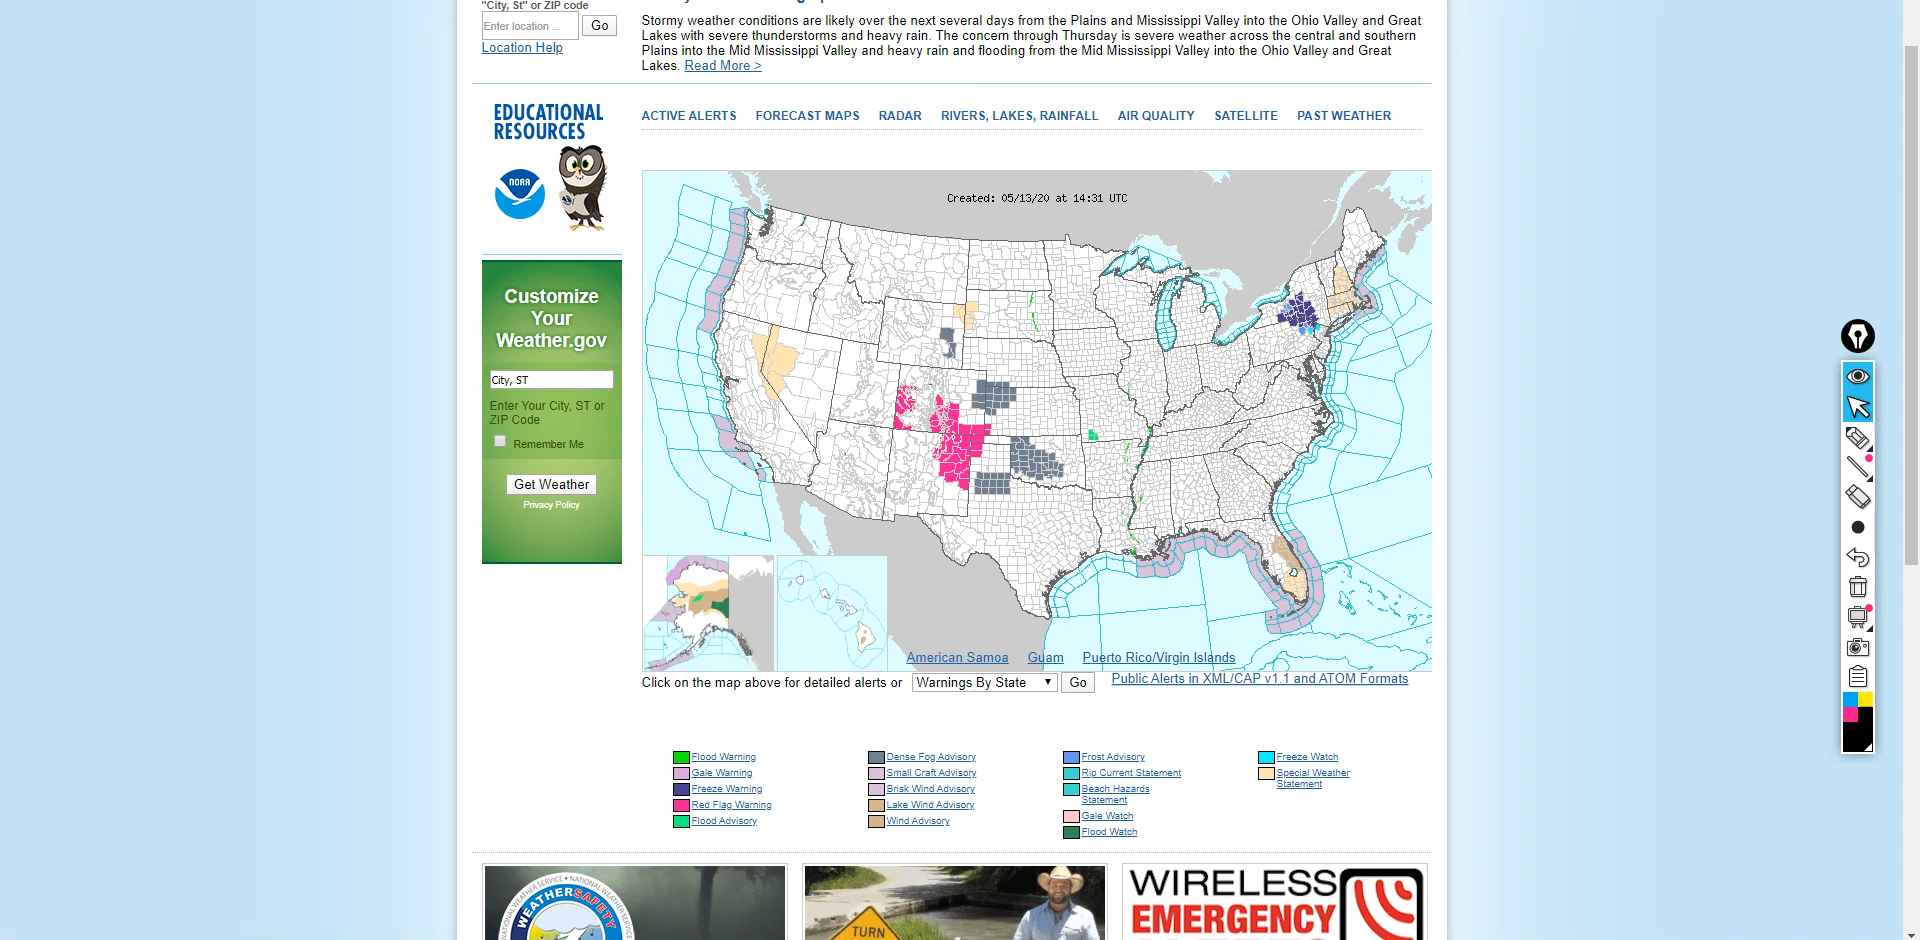 "City, St" or ZIP code
Enter location ...
Go
Location Help
Stormy weather conditions are likely over the next several days from the Plains and Mississippi Valley into the Ohio Valley and Great
Lakes with severe thunderstorms and heavy rain. The concern through Thursday is severe weather across the central and southern
Plains into the Mid Mississippi Valley and heavy rain and flooding from the Mid Mississippi Valley into the Ohio Valley and Great
Lakes. Read More >
EDUCATIONAL
RESOURCES
NOAA
ACTIVE ALERTS FORECAST MAPS RADAR RIVERS, LAKES, RAINFALL AIR QUALITY SATELLITE PAST WEATHER
Customize
Your
Weather.gov
City, ST
Enter Your City, ST or
ZIP Code
Remember Me
Get Weather
Privacy Policy
Created: 05/13/20 at 14:31 UTC
American Samoa Guam Puerto Rico/Virgin Islands
Click on the map above for detailed alerts or Warnings By State Go Public Alerts in XML/CAP v1.1 and ATOM Formats
Flood Warning
Gale Warning
Freeze Warning
Red Flag Warning
Flood Advisory
Dense Fog Advisory
Small Craft Advisory
Brisk Wind Advisory
Lake Wind Advisory
Wind Advisory
Frost Advisory
Rip Current Statement
Beach Hazards
Statement
Gale Watch
Flood Watch
Freeze Watch
Special Weather
Statement
NATIONAL WEATHER SERVICE • NATIONAL WEATHER SERVICE
WEATHER SAFETY
TURN
WIRELESS
EMERGENCY